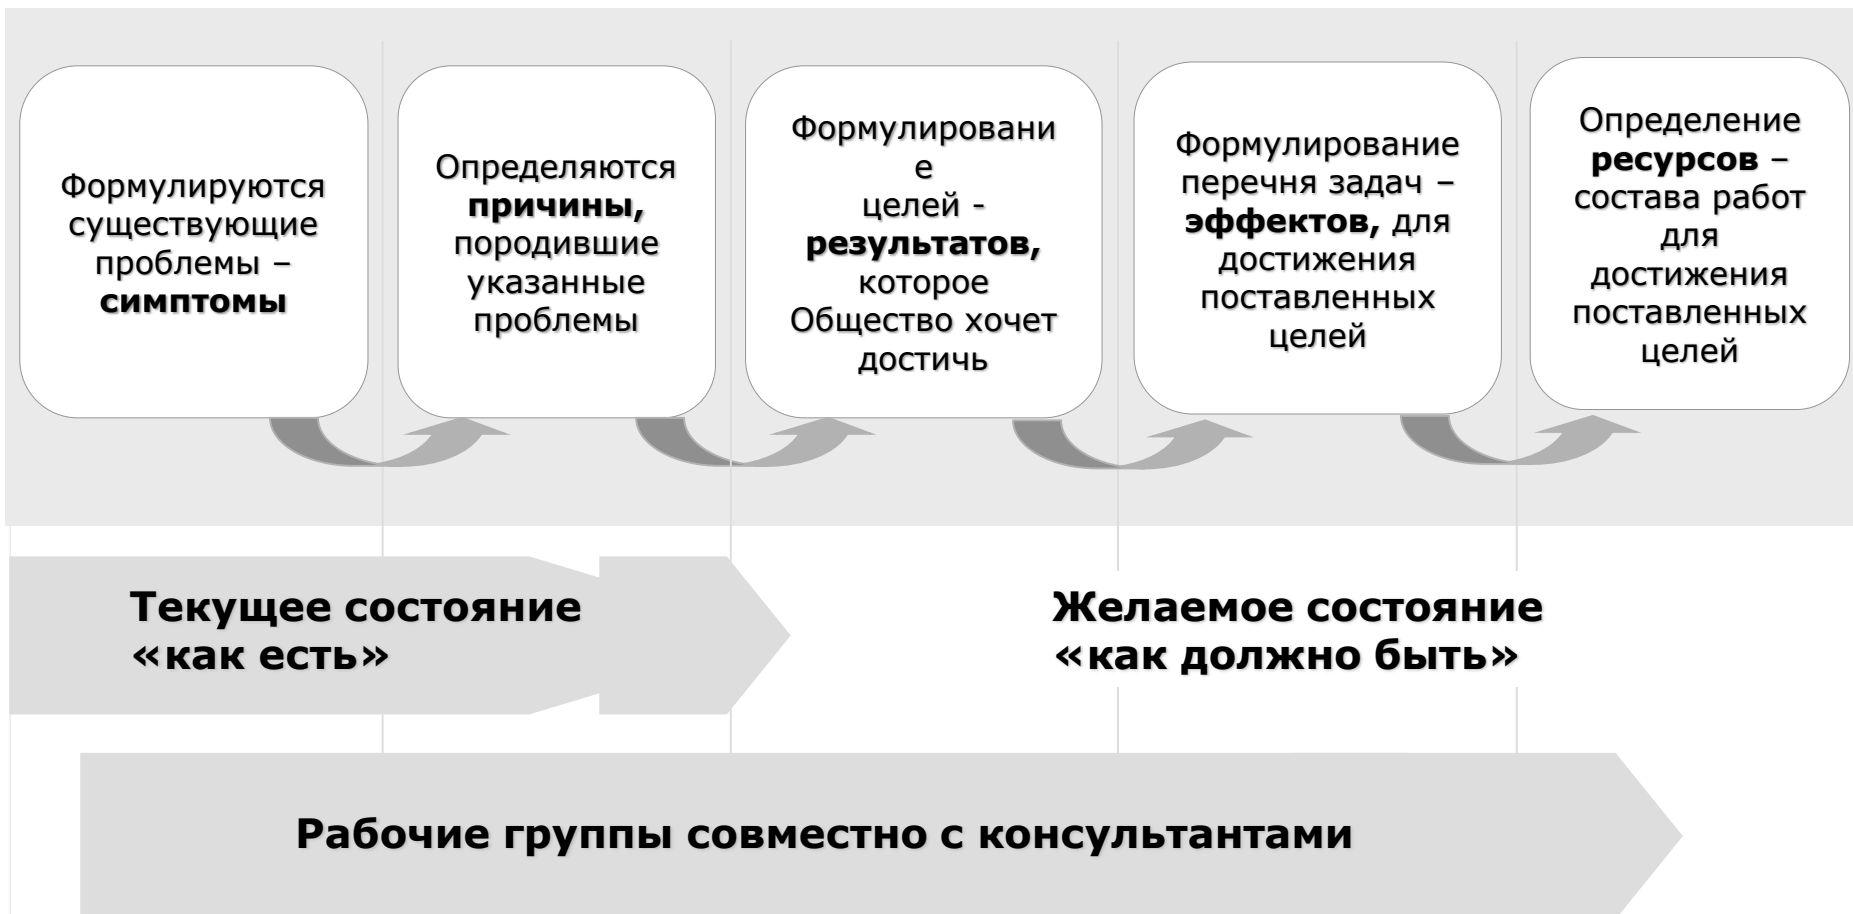 Формулируются
существующие
проблемы –
симптомы
Определяются
причины,
породившие
указанные
проблемы
Формулировани
е
целей -
результатов,
которое
Общество хочет
достичь
Формулирование
перечня задач –
эффектов, для
достижения
поставленных
целей
Определение
ресурсов –
состава работ
для
достижения
поставленных
целей
Текущее состояние
«как есть»
Желаемое состояние
«как должно быть»
Рабочие группы совместно с консультантами